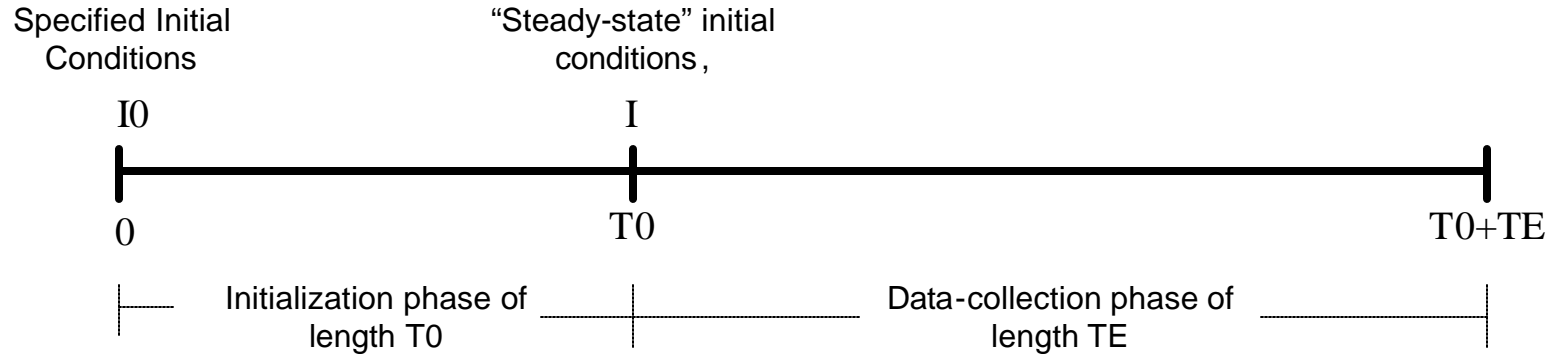 Specified Initial
Conditions
“Steady-state” initial
conditions,
I0
I
0
T0
T0+TE
Initialization phase of
length T0
Data-collection phase of
length TE